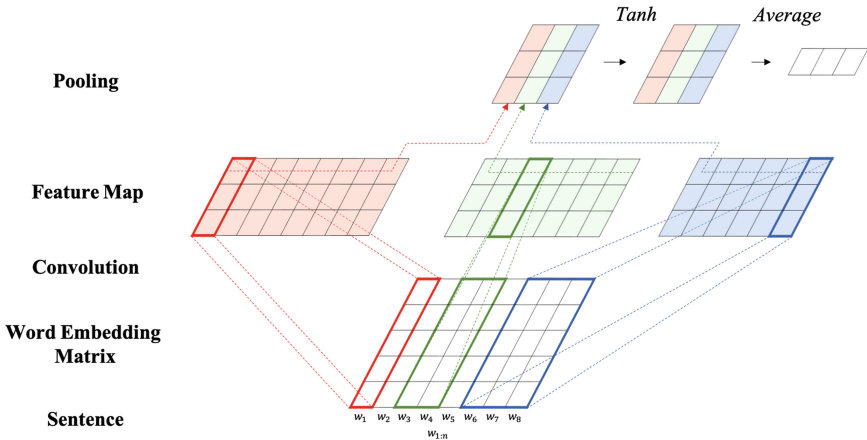 Tanh Average
Pooling
Feature Map
Convolution
Word Embedding
Matrix
Sentence
w₁ w₂ w₃ w₄ w₅ w₆ w₇ w₈
w₁:ₙ